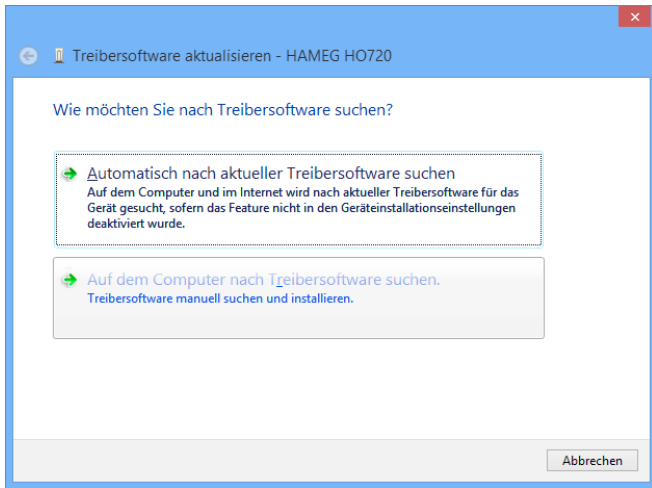 Treibersoftware aktualisieren - HAMEG HO720
Wie möchten Sie nach Treibersoftware suchen?
Automatisch nach aktueller Treibersoftware suchen
Auf dem Computer und im Internet wird nach aktueller Treibersoftware für das
Gerät gesucht, sofern das Feature nicht in den Geräteinstallationseinstellungen
deaktiviert wurde.
Auf dem Computer nach Treibersoftware suchen.
Treibersoftware manuell suchen und installieren.
Abbrechen